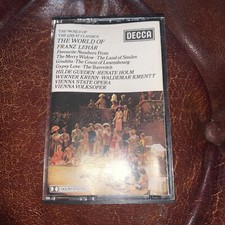 THE WORLD OF
THE GREAT CLASSICS
THE WORLD OF
FRANZ LEHÁR
Favourite Numbers From
The Merry Widow · The Land of Smiles
Giuditta · The Count of Luxembourg
Gypsy Love · The Tsarevitch
HILDE GUEDEN · RENATE HOLM
WERNER KRENN · WALDEMAR KMENTT
VIENNA STATE OPERA
VIENNA VOLKSOPER
DECCA